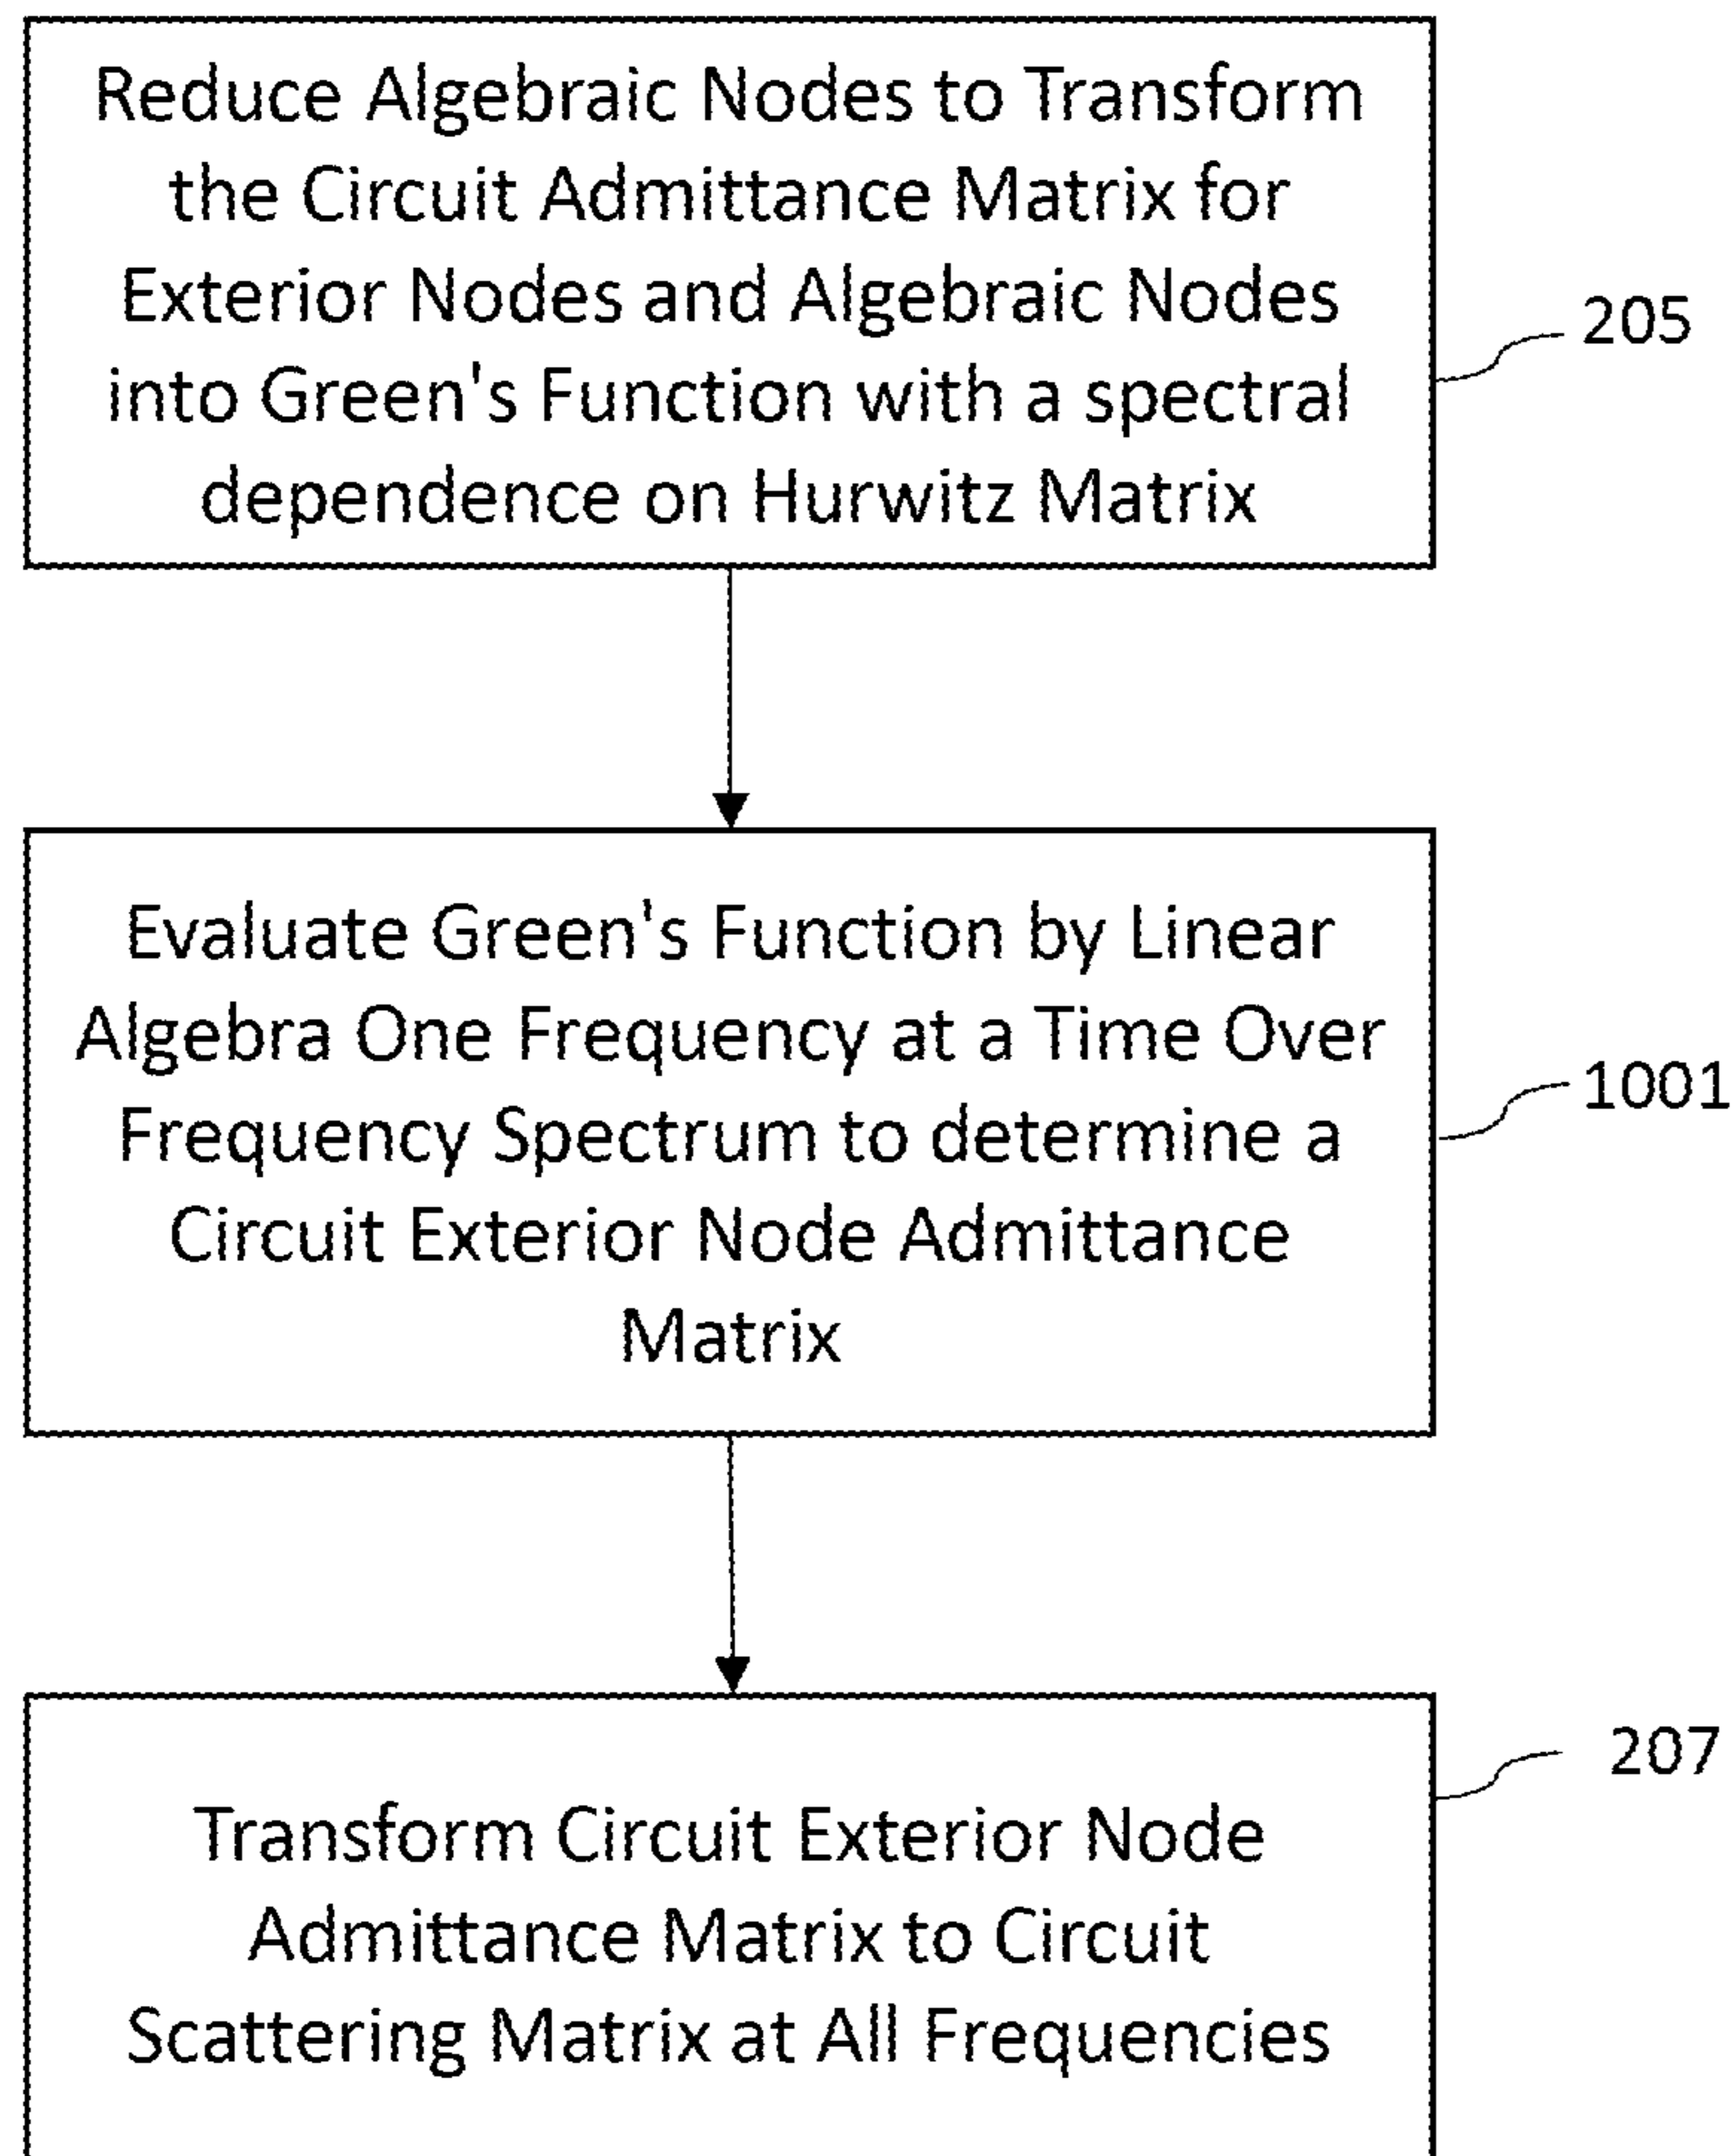 Reduce Algebraic Nodes to Transform
the Circuit Admittance Matrix for
Exterior Nodes and Algebraic Nodes
into Green's Function with a spectral
dependence on Hurwitz Matrix
205
Evaluate Green's Function by Linear
Algebra One Frequency at a Time Over
Frequency Spectrum to determine a
Circuit Exterior Node Admittance
Matrix
1001
Transform Circuit Exterior Node
Admittance Matrix to Circuit
Scattering Matrix at All Frequencies
207